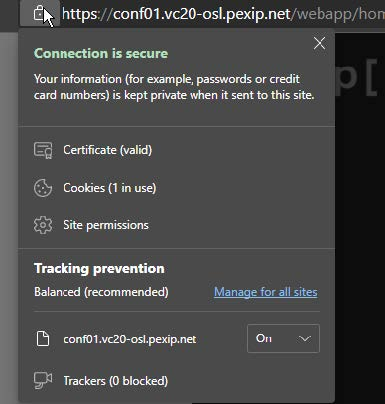 https://conf01.vc20-osl.pexip.net/webapp/hom
Connection is secure
Your information (for example, passwords or credit
card numbers) is kept private when it sent to this site.
p[
Certificate (valid)
Cookies (1 in use)
Site permissions
Tracking prevention
Balanced (recommended) Manage for all sites
conf01.vc20-osl.pexip.net On
Trackers (0 blocked)